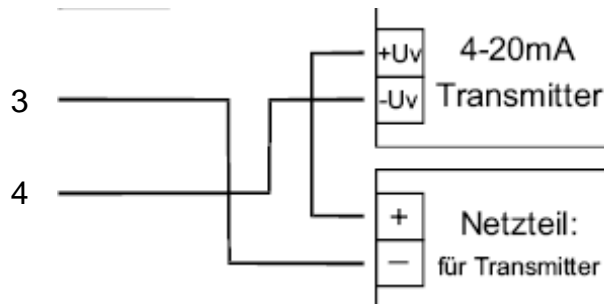 +Uv
4-20mA
-Uv
Transmitter
3
4
+
Netzteil:
−
für Transmitter